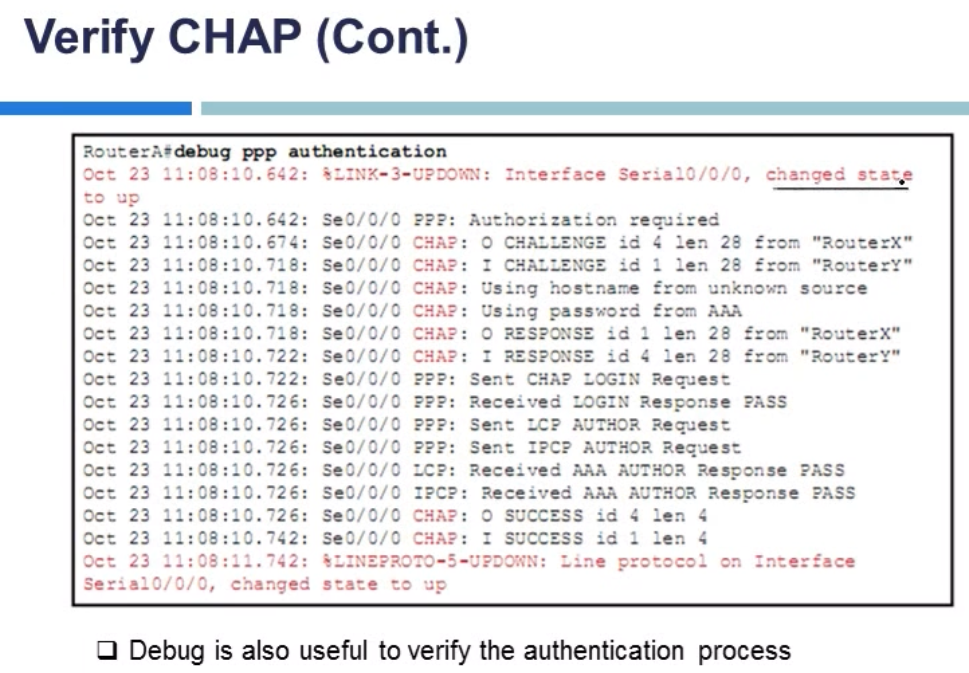 Verify CHAP (Cont.)
RouterA#debug ppp authentication
Oct 23 11:08:10.642: %LINK-3-UPDOWN: Interface Serial0/0/0, changed state
to up
Oct 23 11:08:10.642: Se0/0/0 PPP: Authorization required
Oct 23 11:08:10.674: Se0/0/0 CHAP: O CHALLENGE id 4 len 28 from "RouterX"
Oct 23 11:08:10.718: Se0/0/0 CHAP: I CHALLENGE id 1 len 28 from "RouterY"
Oct 23 11:08:10.718: Se0/0/0 CHAP: Using hostname from unknown source
Oct 23 11:08:10.718: Se0/0/0 CHAP: Using password from AAA
Oct 23 11:08:10.718: Se0/0/0 CHAP: O RESPONSE id 1 len 28 from "RouterX"
Oct 23 11:08:10.722: Se0/0/0 CHAP: I RESPONSE id 4 len 28 from "RouterY"
Oct 23 11:08:10.722: Se0/0/0 PPP: Sent CHAP LOGIN Request
Oct 23 11:08:10.726: Se0/0/0 PPP: Received LOGIN Response PASS
Oct 23 11:08:10.726: Se0/0/0 PPP: Sent LCP AUTHOR Request
Oct 23 11:08:10.726: Se0/0/0 PPP: Sent IPCP AUTHOR Request
Oct 23 11:08:10.726: Se0/0/0 LCP: Received AAA AUTHOR Response PASS
Oct 23 11:08:10.726: Se0/0/0 IPCP: Received AAA AUTHOR Response PASS
Oct 23 11:08:10.726: Se0/0/0 CHAP: O SUCCESS id 4 len 4
Oct 23 11:08:10.742: Se0/0/0 CHAP: I SUCCESS id 1 len 4
Oct 23 11:08:11.742: %LINEPROTO-5-UPDOWN: Line protocol on Interface
Serial0/0/0, changed state to up
Debug is also useful to verify the authentication process